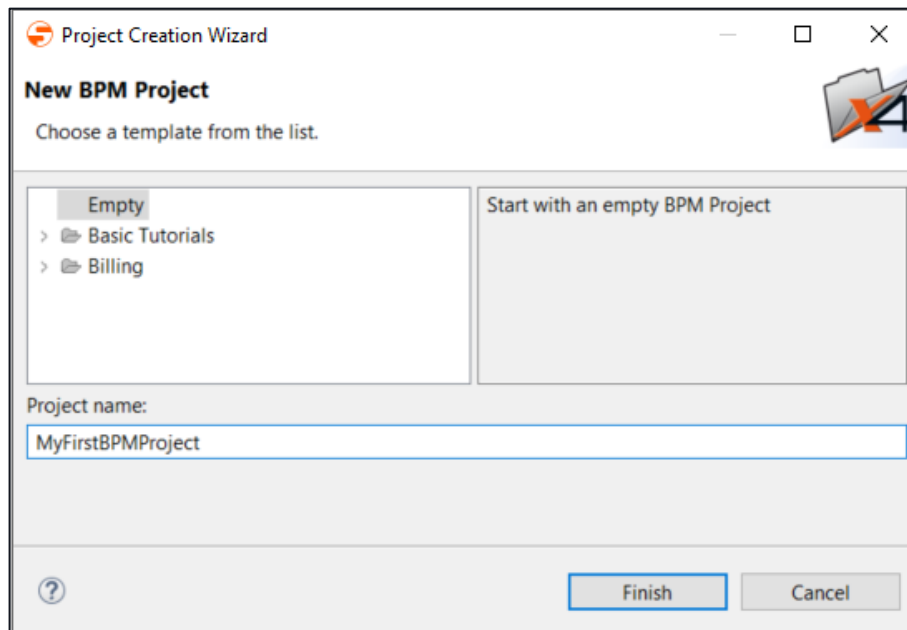 Project Creation Wizard
New BPM Project
Choose a template from the list.
X4
Empty
Basic Tutorials
Billing
Start with an empty BPM Project
Project name:
MyFirstBPMProject
?
Finish
Cancel